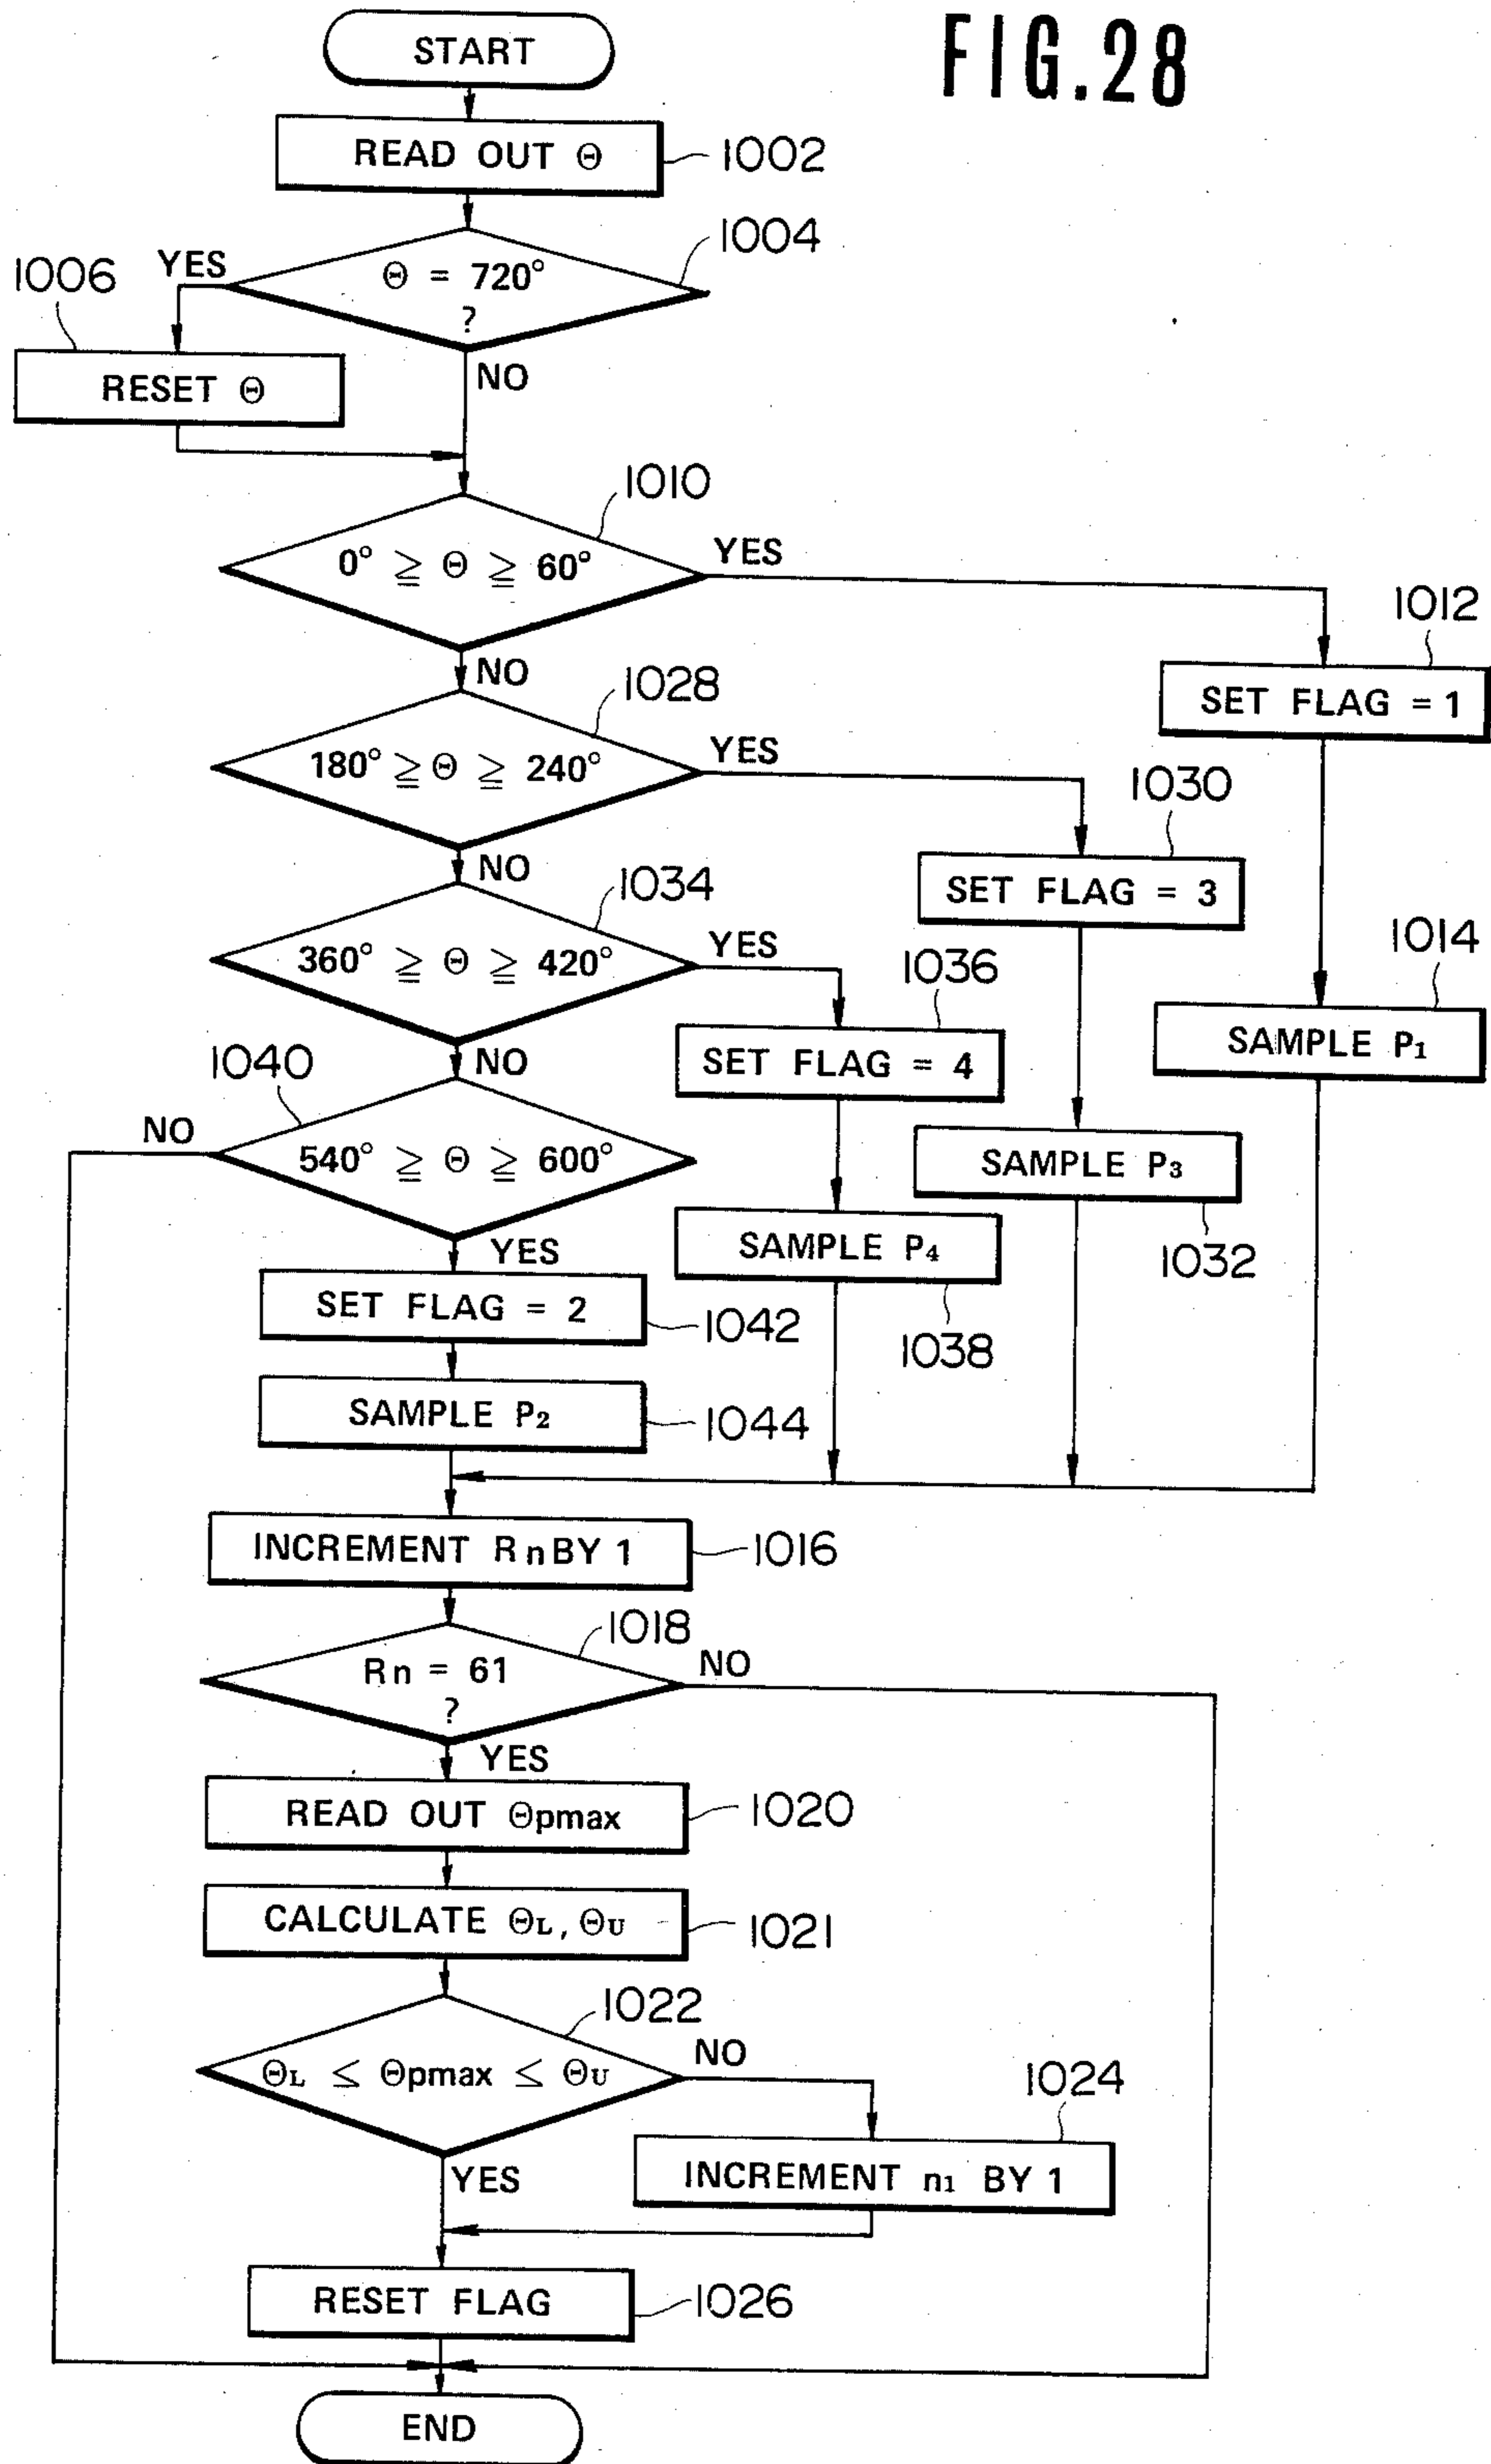 FIG.28
START
READ OUT Θ
1002
1004
YES
Θ = 720°
?
1006
RESET Θ
NO
1010
0° ≧ Θ ≧ 60°
YES
1012
NO
SET FLAG = 1
1028
180° ≧ Θ ≧ 240°
YES
1030
NO
SET FLAG = 3
1034
360° ≧ Θ ≧ 420°
YES
1036
1014
NO
SET FLAG = 4
SAMPLE P1
1040
NO
540° ≧ Θ ≧ 600°
SAMPLE P3
1032
YES
SAMPLE P4
1038
SET FLAG = 2
1042
SAMPLE P2
1044
INCREMENT Rn BY 1
1016
1018
Rn = 61
?
NO
YES
READ OUT Θpmax
1020
CALCULATE ΘL, ΘU
1021
1022
ΘL ≤ Θpmax ≤ ΘU
NO
1024
YES
INCREMENT n1 BY 1
RESET FLAG
1026
END